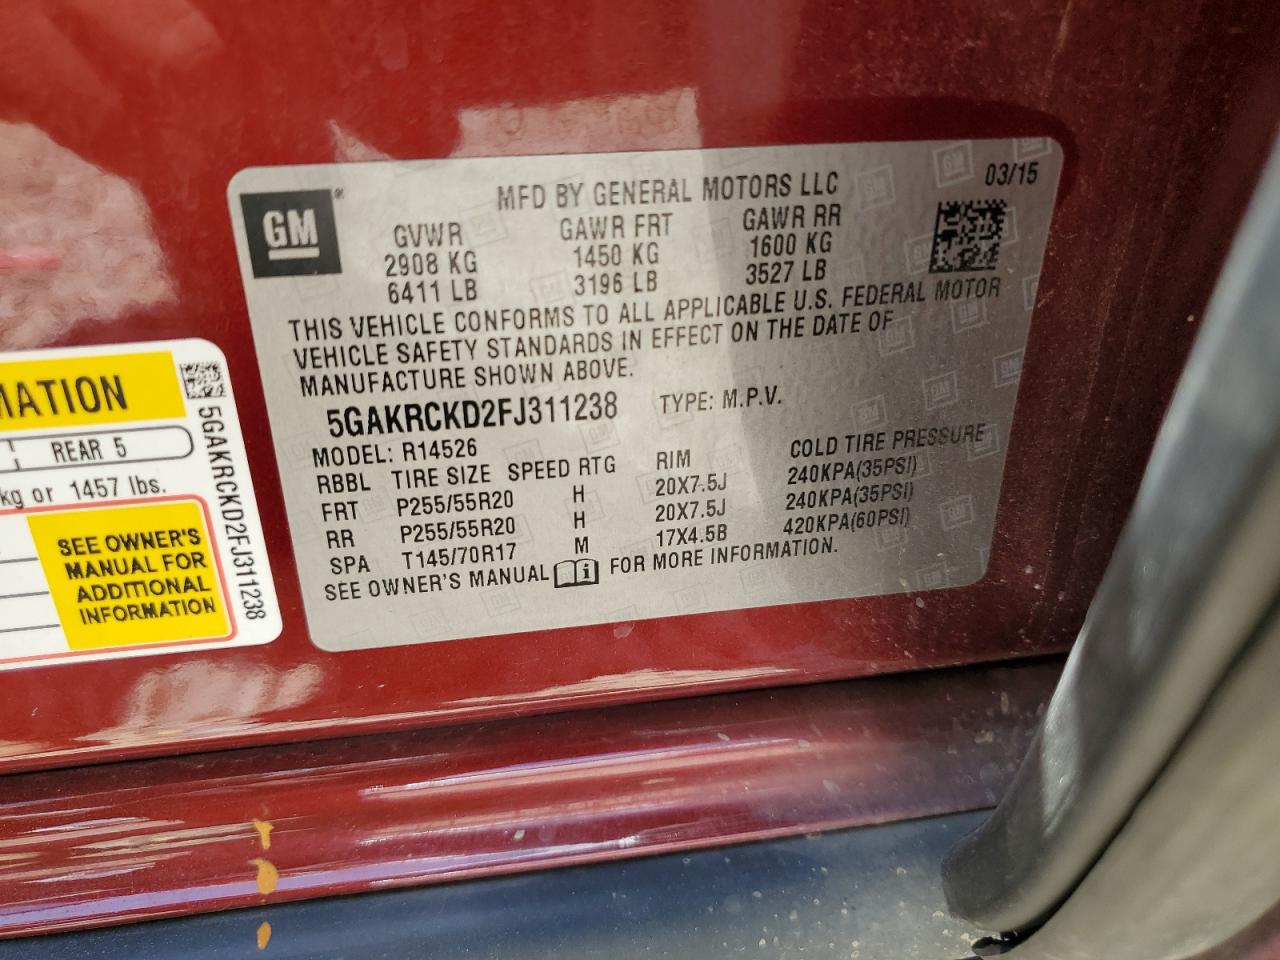 GM
®
MFD BY GENERAL MOTORS LLC
03/15
GVWR GAWR FRT GAWR RR
2908 KG 1450 KG 1600 KG
6411 LB 3196 LB 3527 LB
THIS VEHICLE CONFORMS TO ALL APPLICABLE U.S. FEDERAL MOTOR
VEHICLE SAFETY STANDARDS IN EFFECT ON THE DATE OF
MANUFACTURE SHOWN ABOVE.
5GAKRCKD2FJ311238 TYPE: M.P.V.
MODEL: R14526
RBBL TIRE SIZE SPEED RTG RIM COLD TIRE PRESSURE
FRT P255/55R20 H 20X7.5J 240KPA(35PSI)
RR P255/55R20 H 20X7.5J 240KPA(35PSI)
SPA T145/70R17 M 17X4.5B 420KPA(60PSI)
SEE OWNER'S MANUAL FOR MORE INFORMATION.
MATION
REAR 5
kg or 1457 lbs.
SEE OWNER'S
MANUAL FOR
ADDITIONAL
INFORMATION
5GAKRCKD2FJ311238